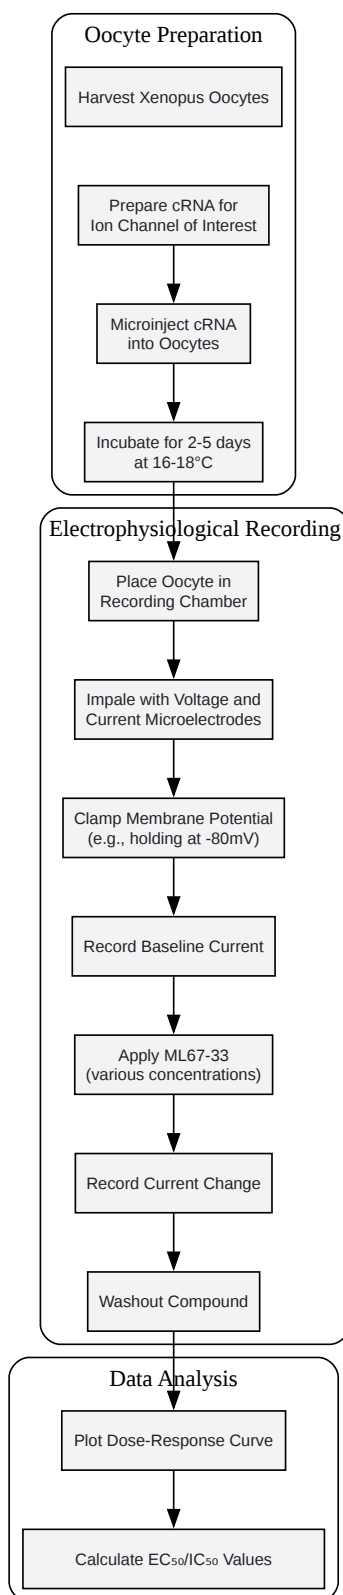 Oocyte Preparation
Harvest Xenopus Oocytes
Prepare cRNA for
Ion Channel of Interest
Microinject cRNA
into Oocytes
Incubate for 2-5 days
at 16-18°C
Electrophysiological Recording
Place Oocyte in
Recording Chamber
Impale with Voltage and
Current Microelectrodes
Clamp Membrane Potential
(e.g., holding at -80mV)
Record Baseline Current
Apply ML67-33
(various concentrations)
Record Current Change
Washout Compound
Data Analysis
Plot Dose-Response Curve
Calculate EC₅₀/IC₅₀ Values